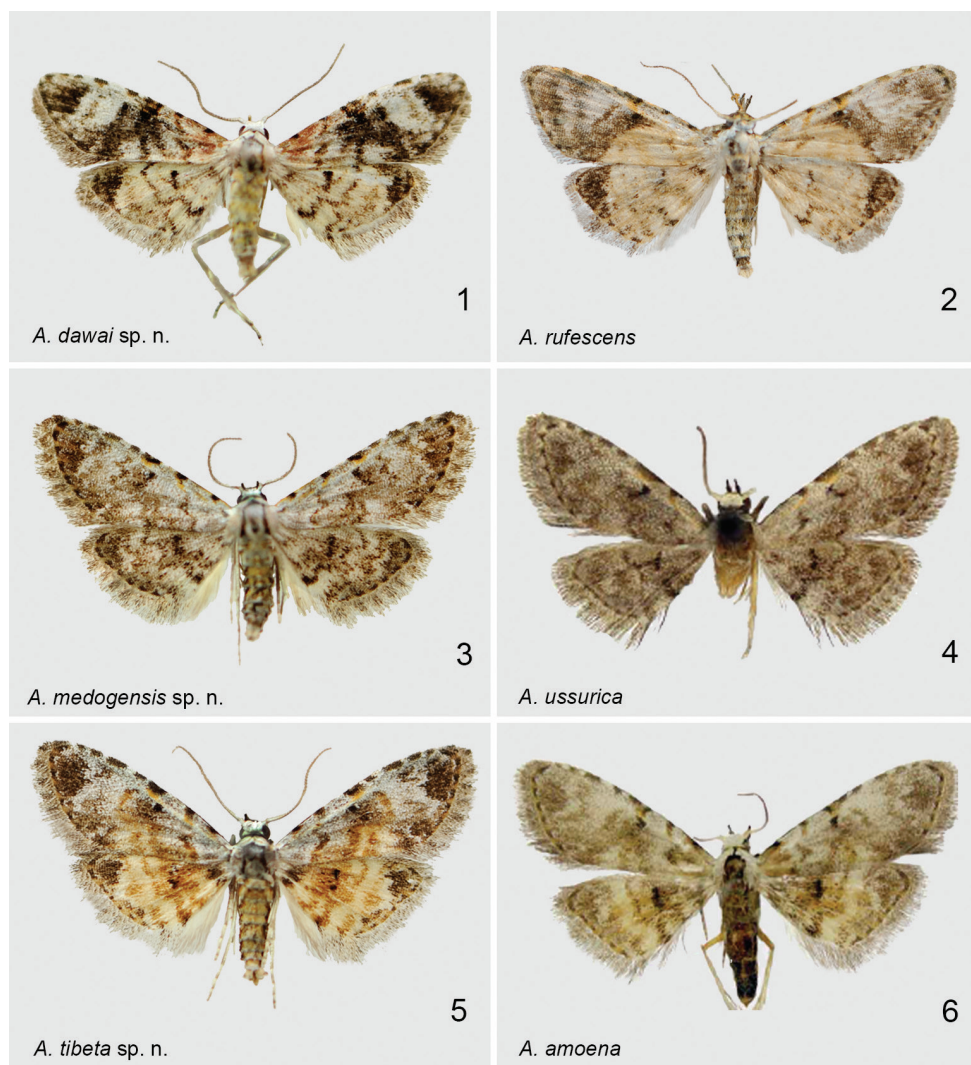 1
A. dawai sp. n.
2
A. rufescens
3
A. medogensis sp. n.
4
A. ussurica
5
A. tibeta sp. n.
6
A. amoena